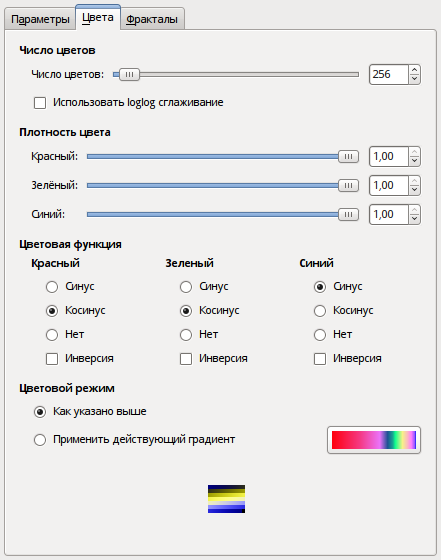 Параметры Цвета Фракталы
Число цветов
Число цветов: 256
Использовать loglog сглаживание
Плотность цвета
Красный: 1,00
Зелёный: 1,00
Синий: 1,00
Цветовая функция
Красный Зеленый Синий
Синус Синус Синус
Косинус Косинус Косинус
Нет Нет Нет
Инверсия Инверсия Инверсия
Цветовой режим
Как указано выше
Применить действующий градиент